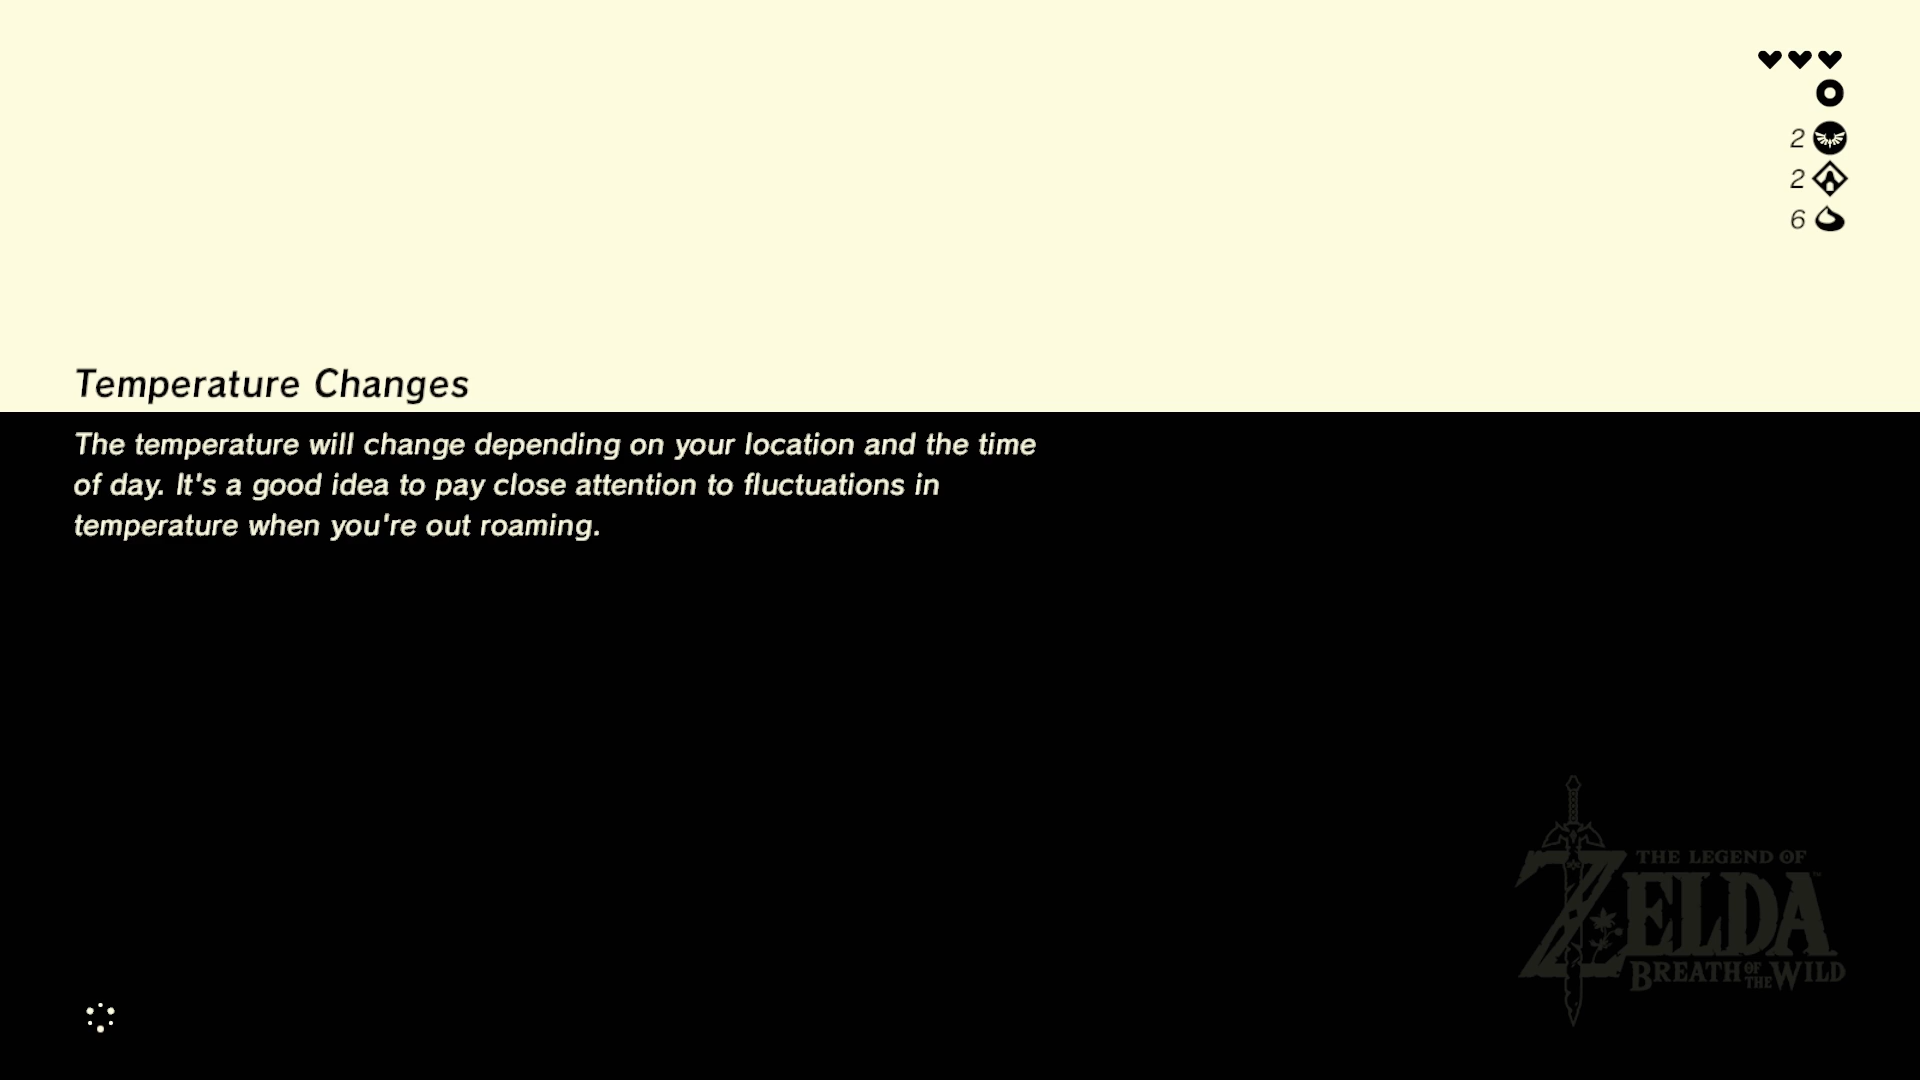 2
2
6
Temperature Changes
The temperature will change depending on your location and the time
of day. It's a good idea to pay close attention to fluctuations in
temperature when you're out roaming.
THE LEGEND OF
ZELDA™
BREATH OF THE WILD